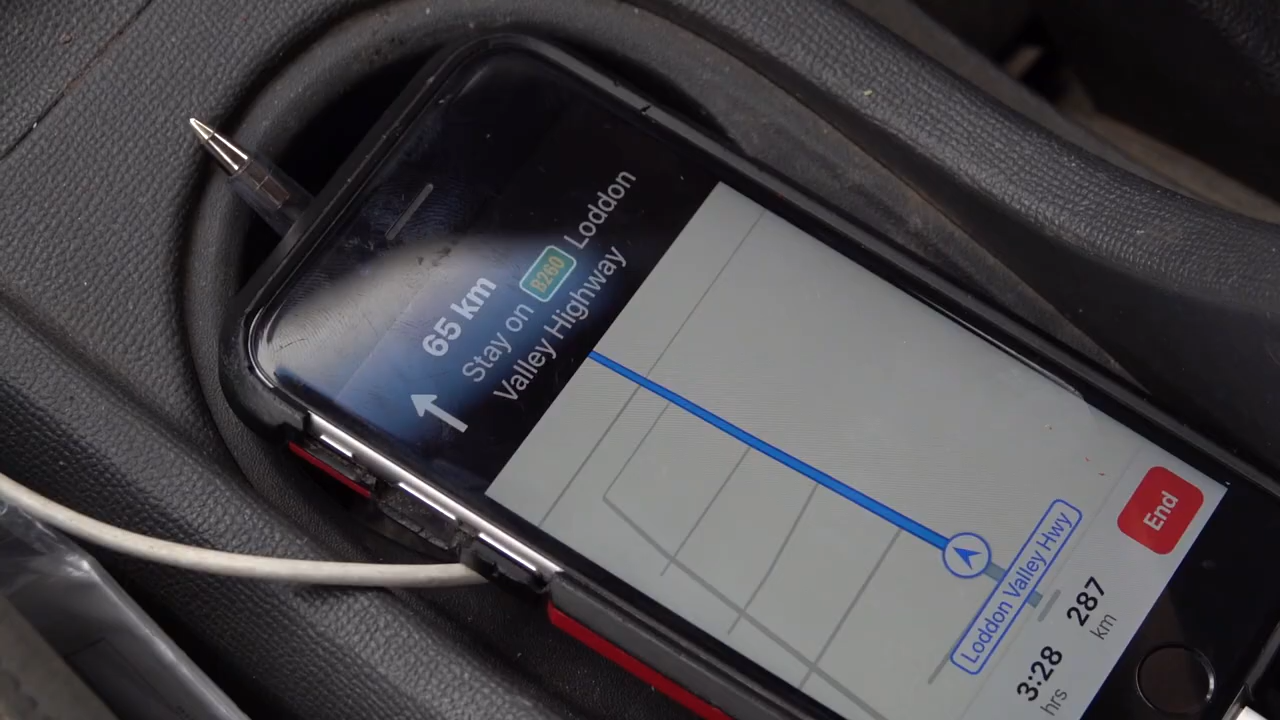 65 km
Stay on B260 Loddon
Valley Highway
Loddon Valley Hwy
3:28 287
hrs km
End